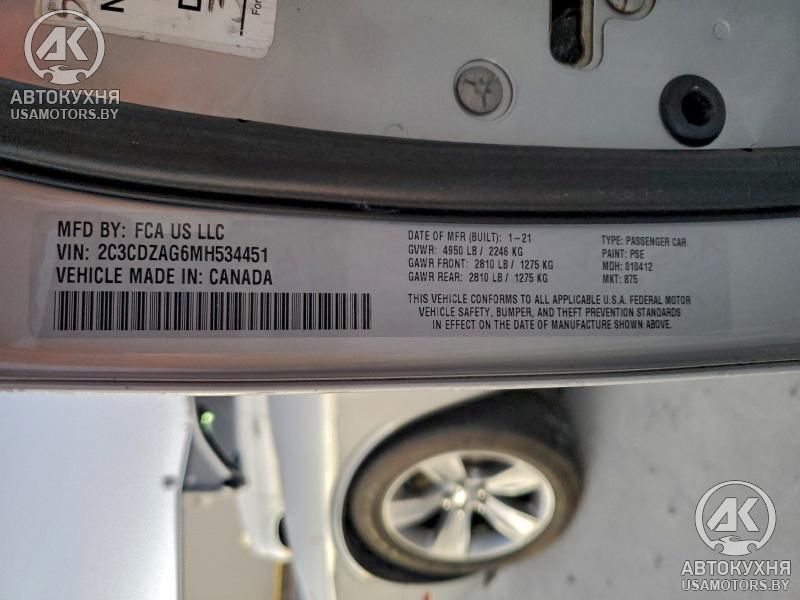 For
AK
АВТОКУХНЯ
USAMOTORS.BY
MFD BY: FCA US LLC
VIN: 2C3CDZAG6MH534451
VEHICLE MADE IN: CANADA
DATE OF MFR (BUILT): 1-21
GVWR: 4950 LB / 2246 KG
GAWR FRONT: 2810 LB / 1275 KG
GAWR REAR: 2810 LB / 1275 KG
TYPE: PASSENGER CAR
PAINT: PSE
MDH: 010412
MKT: 875
THIS VEHICLE CONFORMS TO ALL APPLICABLE U.S.A. FEDERAL MOTOR
VEHICLE SAFETY, BUMPER, AND THEFT PREVENTION STANDARDS
IN EFFECT ON THE DATE OF MANUFACTURE SHOWN ABOVE.
AK
АВТОКУХНЯ
USAMOTORS.BY